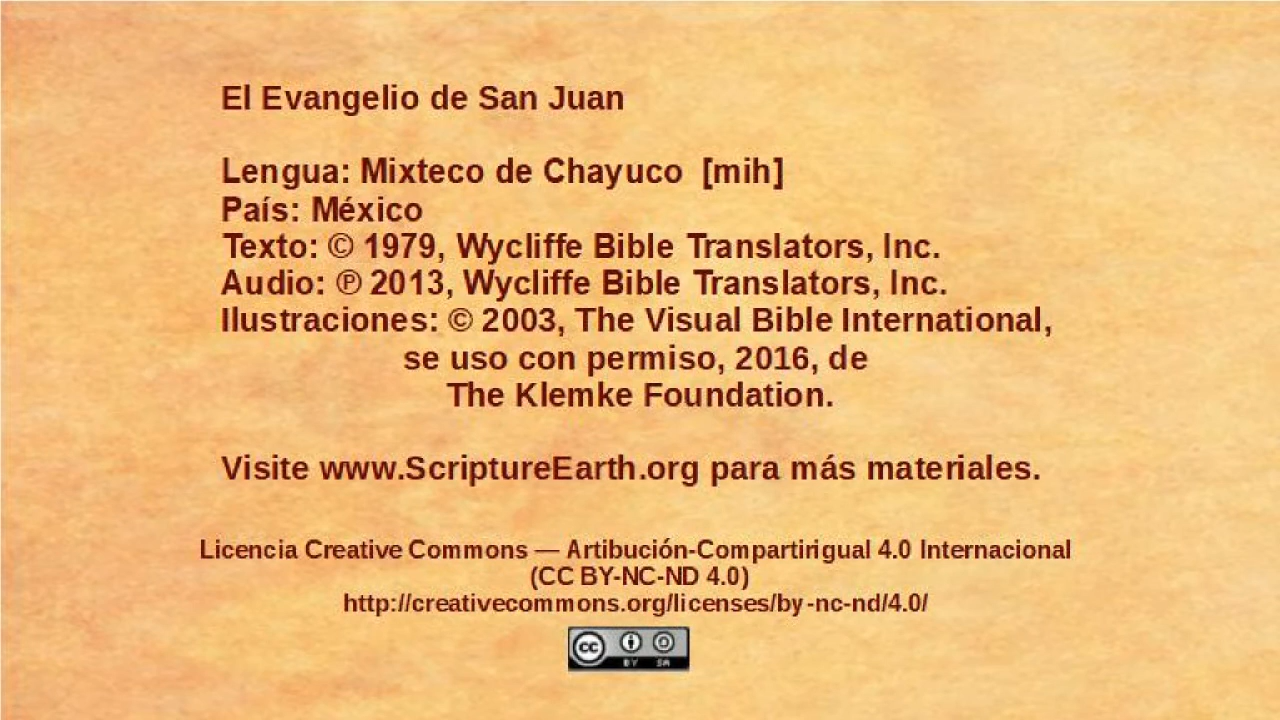 El Evangelio de San Juan
Lengua: Mixteco de Chayuco [mih]
País: México
Texto: © 1979, Wycliffe Bible Translators, Inc.
Audio: ℗ 2013, Wycliffe Bible Translators, Inc.
Ilustraciones: © 2003, The Visual Bible International,
se uso con permiso, 2016, de
The Klemke Foundation.
Visite www.ScriptureEarth.org para más materiales.
Licencia Creative Commons — Artibución-Compartirigual 4.0 Internacional
(CC BY-NC-ND 4.0)
http://creativecommons.org/licenses/by-nc-nd/4.0/
cc BY SA